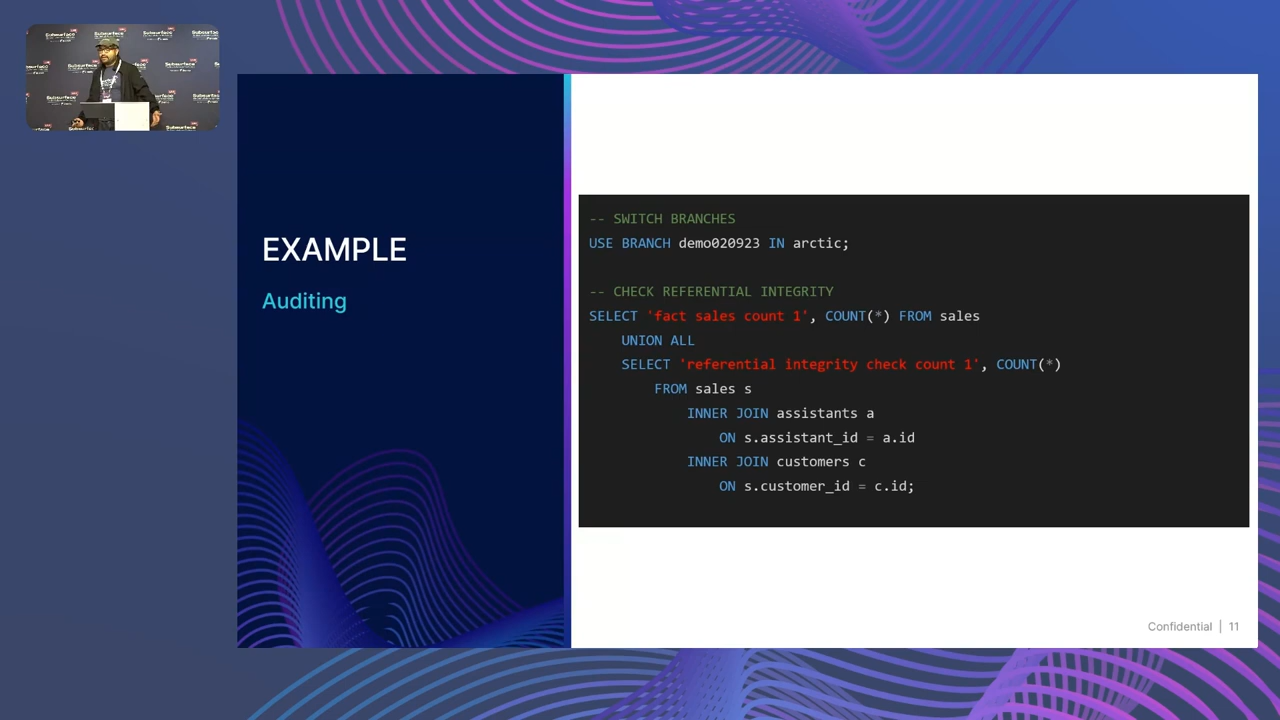 Subsurface
EXAMPLE
Auditing
-- SWITCH BRANCHES
USE BRANCH demo020923 IN arctic;
-- CHECK REFERENTIAL INTEGRITY
SELECT 'fact sales count 1', COUNT(*) FROM sales
UNION ALL
SELECT 'referential integrity check count 1', COUNT(*)
FROM sales s
INNER JOIN assistants a
ON s.assistant_id = a.id
INNER JOIN customers c
ON s.customer_id = c.id;
Confidential | 11